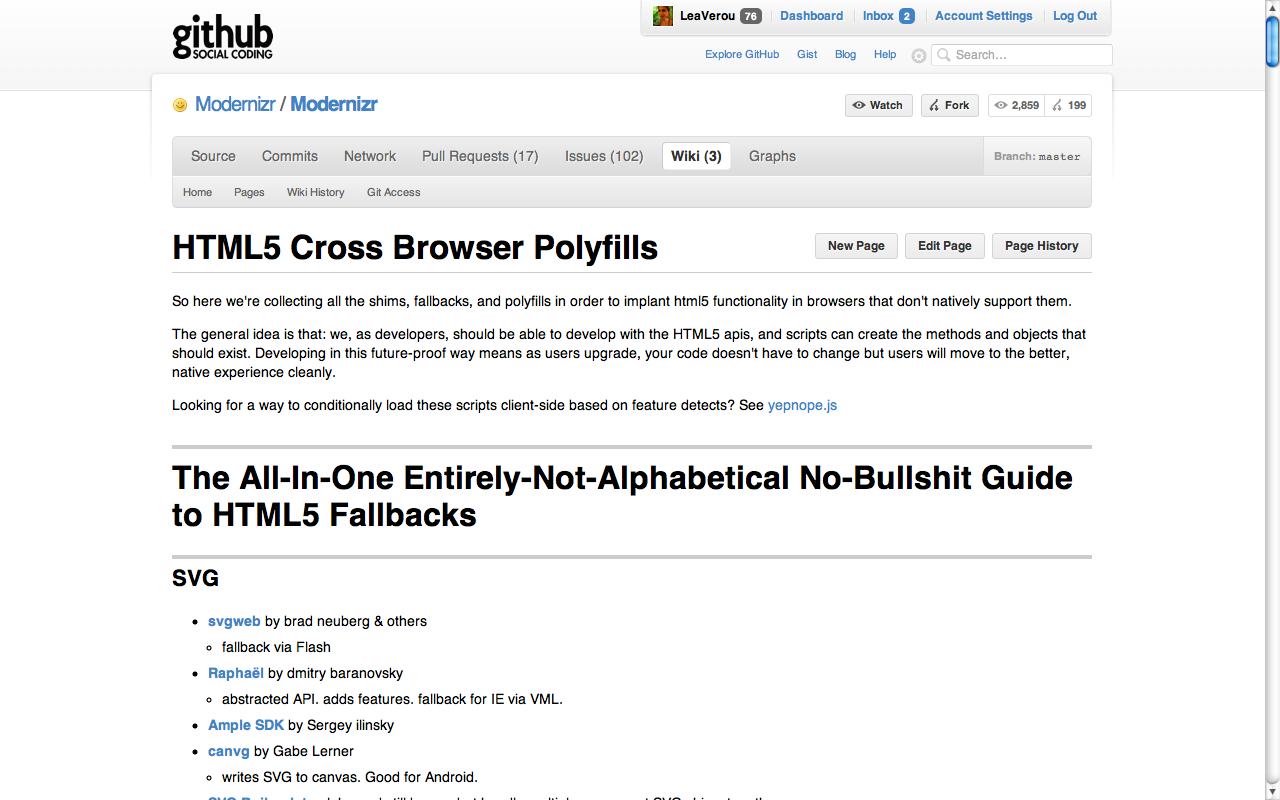 github
SOCIAL CODING
LeaVerou 76 Dashboard Inbox 2 Account Settings Log Out
Explore GitHub Gist Blog Help Search...
Modernizr / Modernizr
Watch Fork 2,859 199
Source Commits Network Pull Requests (17) Issues (102) Wiki (3) Graphs Branch: master
Home Pages Wiki History Git Access
HTML5 Cross Browser Polyfills
New Page Edit Page Page History
So here we're collecting all the shims, fallbacks, and polyfills in order to implant html5 functionality in browsers that don't natively support them.
The general idea is that: we, as developers, should be able to develop with the HTML5 apis, and scripts can create the methods and objects that
should exist. Developing in this future-proof way means as users upgrade, your code doesn't have to change but users will move to the better,
native experience cleanly.
Looking for a way to conditionally load these scripts client-side based on feature detects? See yepnope.js
The All-In-One Entirely-Not-Alphabetical No-Bullshit Guide
to HTML5 Fallbacks
SVG
svgweb by brad neuberg & others
fallback via Flash
Raphaël by dmitry baranovsky
abstracted API. adds features. fallback for IE via VML.
Ample SDK by Sergey ilinsky
canvg by Gabe Lerner
writes SVG to canvas. Good for Android.